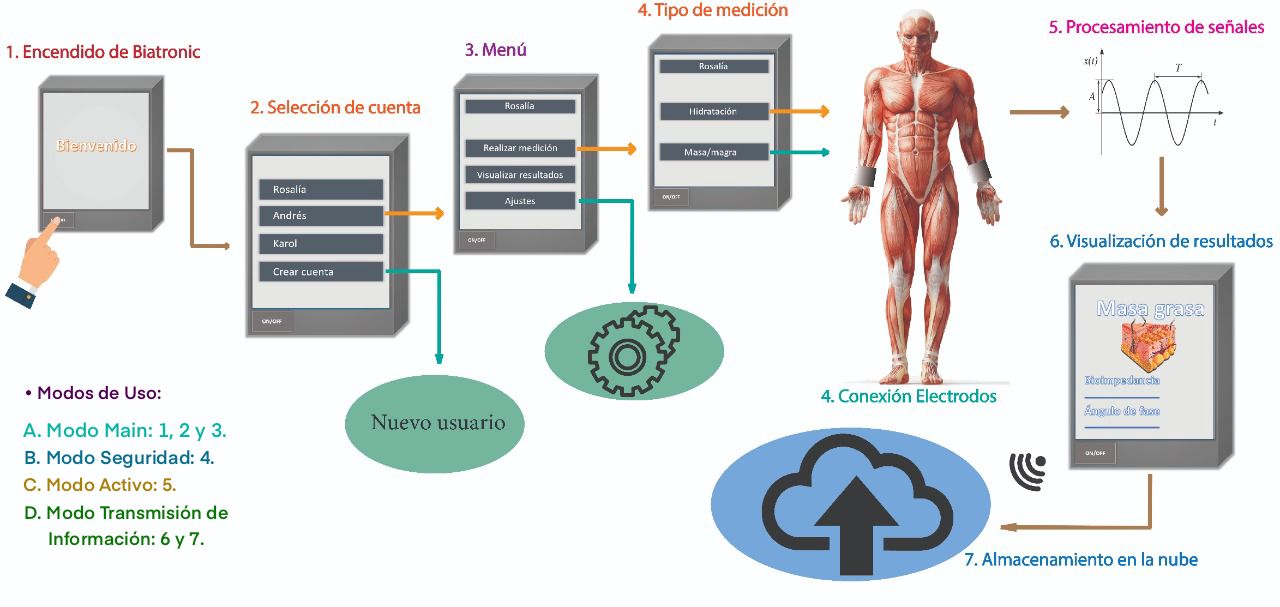 1. Encendido de Biatronic
Bienvenido
2. Selección de cuenta
Rosalía
Andrés
Karol
Crear cuenta
ON/OFF
Nuevo usuario
3. Menú
Rosalía
Realizar medición
Visualizar resultados
Ajustes
ON/OFF
4. Tipo de medición
Rosalía
Hidratación
Masa/magra
ON/OFF
4. Conexión Electrodos
5. Procesamiento de señales
x(t)
T
A
t
6. Visualización de resultados
Masa grasa
Bioimpedancia
Ángulo de fase
ON/OFF
7. Almacenamiento en la nube
• Modos de Uso:
A. Modo Main: 1, 2 y 3.
B. Modo Seguridad: 4.
C. Modo Activo: 5.
D. Modo Transmisión de
Información: 6 y 7.